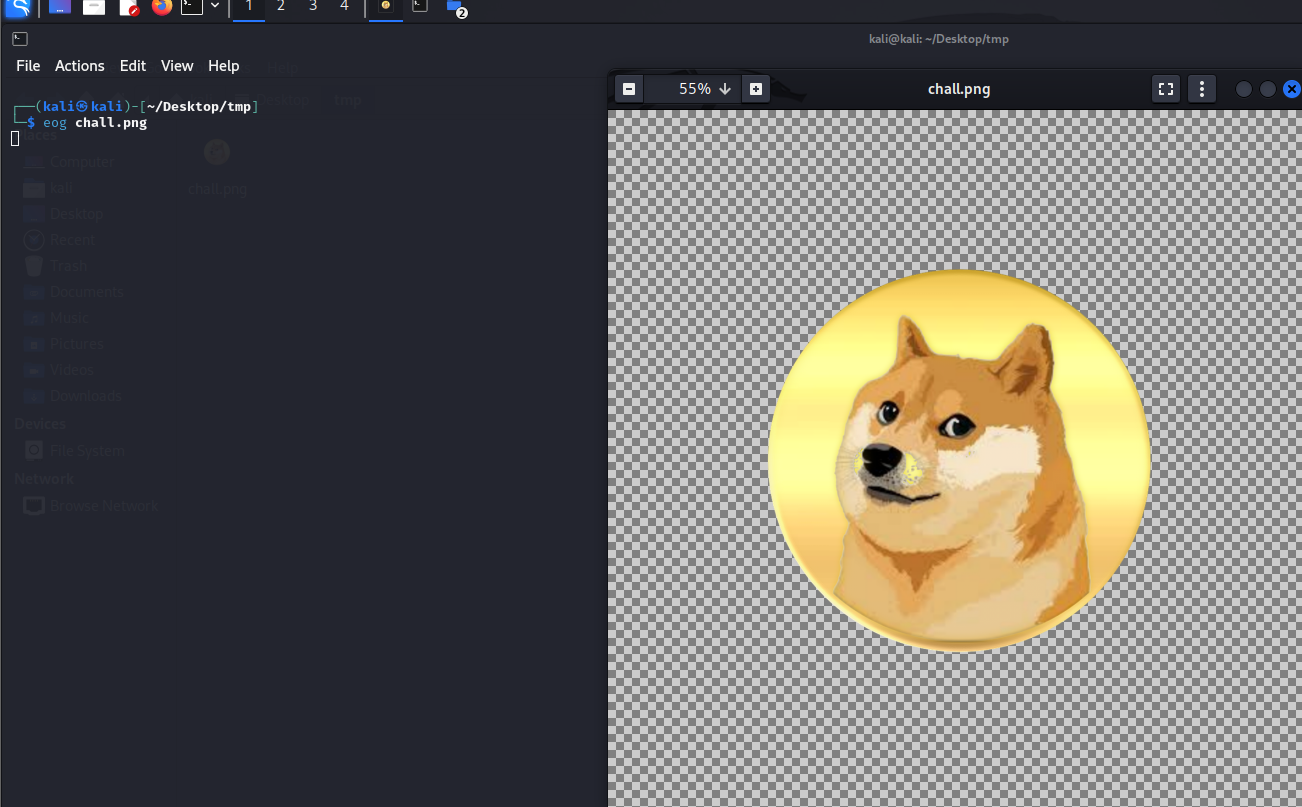 1 2 3 4 2
kali@kali: ~/Desktop/tmp
File Actions Edit View Help
55% chall.png
(kali㉿kali)-[~/Desktop/tmp]
$ eog chall.png
Computer
kali
chall.png
Desktop
Recent
Trash
Documents
Music
Pictures
Videos
Downloads
Devices
File System
Network
Browse Network